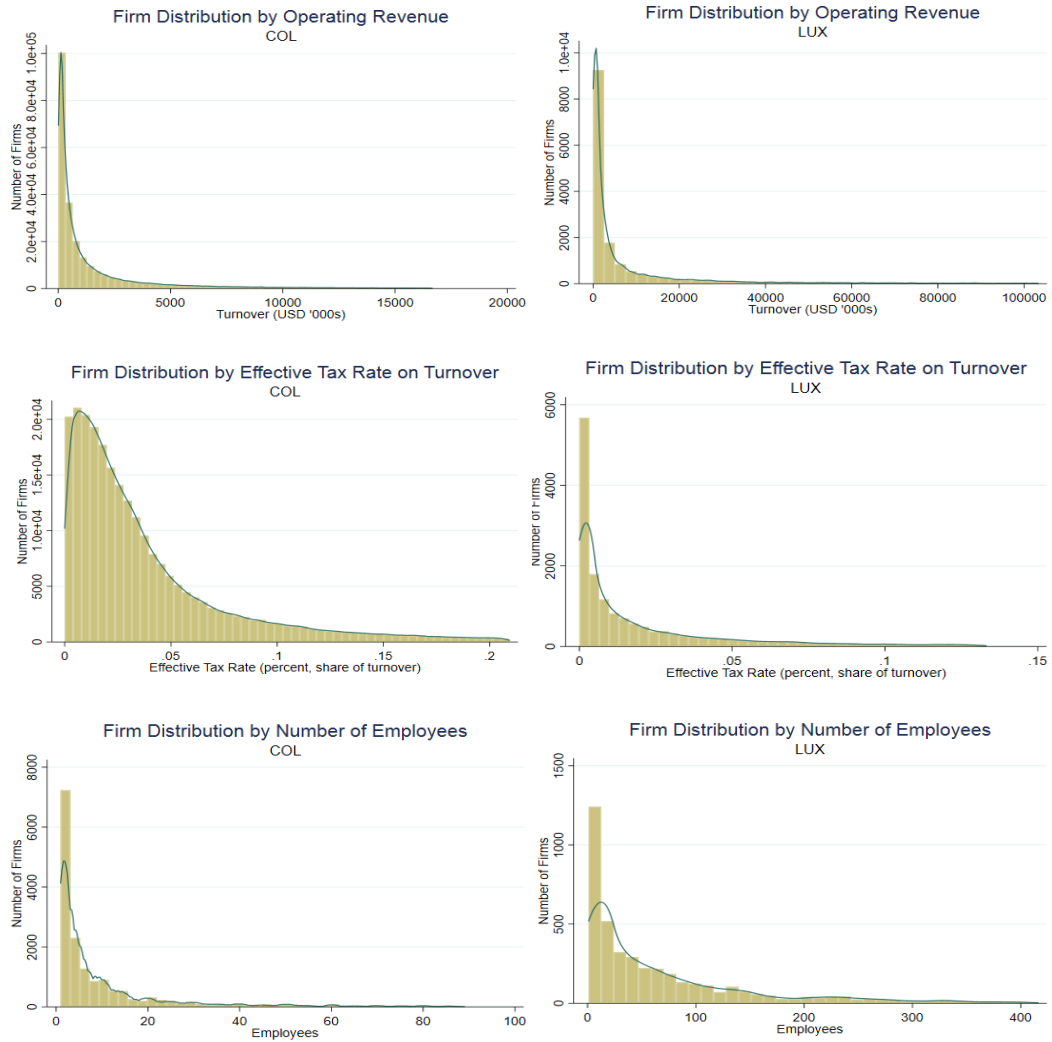 Firm Distribution by Operating Revenue
COL
Number of Firms
0 2.0e+04 4.0e+04 6.0e+04 8.0e+04 1.0e+05
0 5000 10000 15000 20000
Turnover (USD '000s)
Firm Distribution by Operating Revenue
LUX
Number of Firms
0 2000 4000 6000 8000 1.0e+04
0 20000 40000 60000 80000 100000
Turnover (USD '000s)
Firm Distribution by Effective Tax Rate on Turnover
COL
Number of Firms
0 5000 1.0e+04 1.5e+04 2.0e+04
0 .05 .1 .15 .2
Effective Tax Rate (percent, share of turnover)
Firm Distribution by Effective Tax Rate on Turnover
LUX
Number of Firms
0 2000 4000 6000
0 .05 .1 .15
Effective Tax Rate (percent, share of turnover)
Firm Distribution by Number of Employees
COL
Number of Firms
0 2000 4000 6000 8000
0 20 40 60 80 100
Employees
Firm Distribution by Number of Employees
LUX
Number of Firms
0 500 1000 1500
0 100 200 300 400
Employees